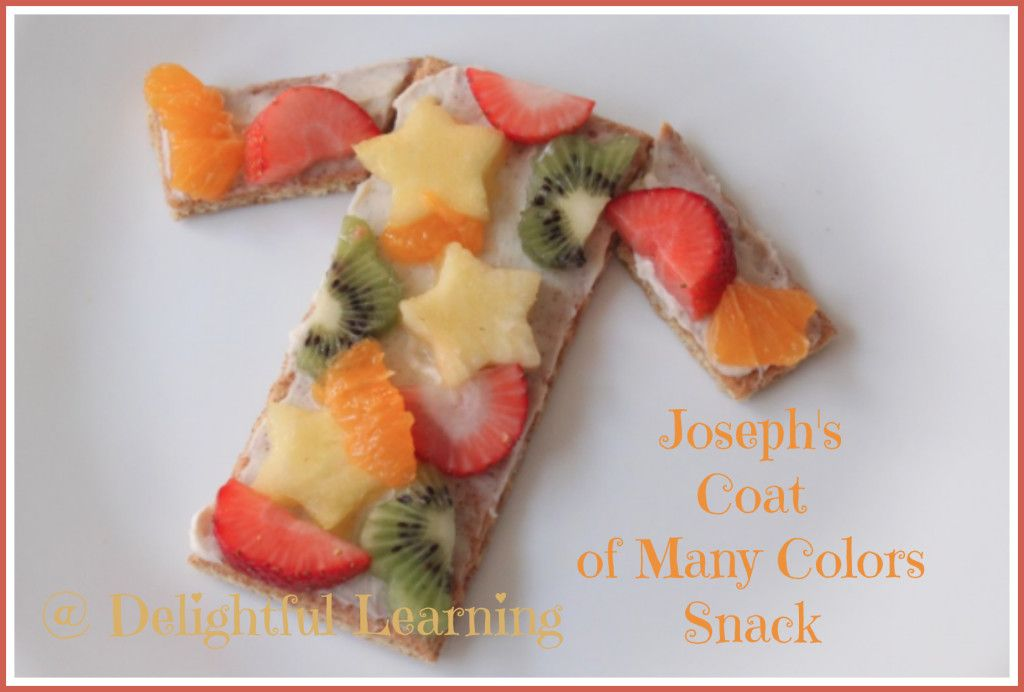 Joseph's
Coat
of Many Colors
Snack
@ Delightful Learning